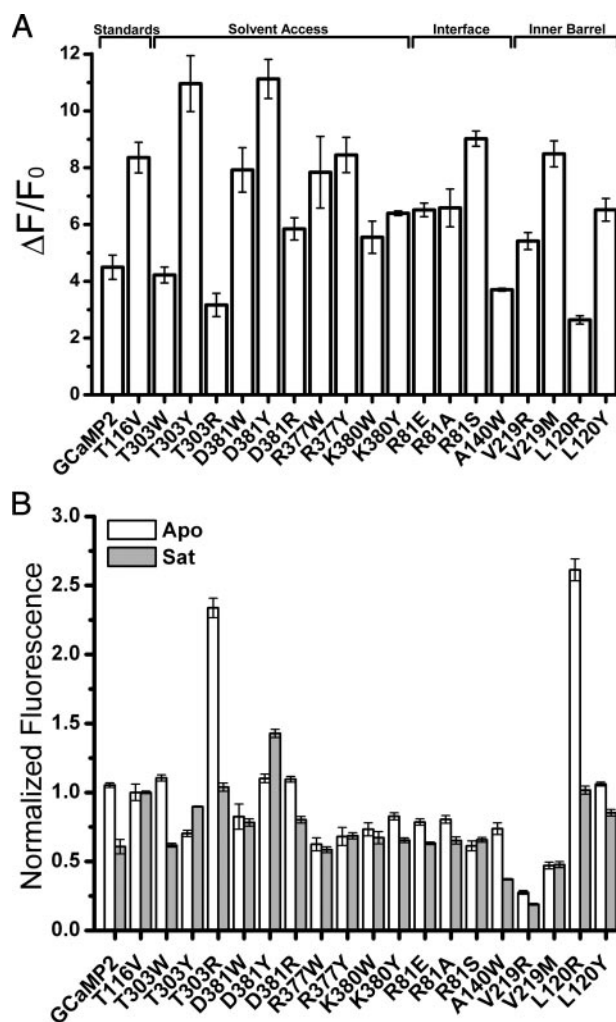 A
Standards
Solvent Access
Interface
Inner Barrel
ΔF/F0
12
10
8
6
4
2
0
GCaMP2
T116V
T303W
T303Y
T303R
D381W
D381Y
D381R
R377W
R377Y
K380W
K380Y
R81E
R81A
R81S
A140W
V219R
V219M
L120R
L120Y
B
Apo
Sat
Normalized Fluorescence
3.0
2.5
2.0
1.5
1.0
0.5
0.0
GCaMP2
T116V
T303W
T303Y
T303R
D381W
D381Y
D381R
R377W
R377Y
K380W
K380Y
R81E
R81A
R81S
A140W
V219R
V219M
L120R
L120Y